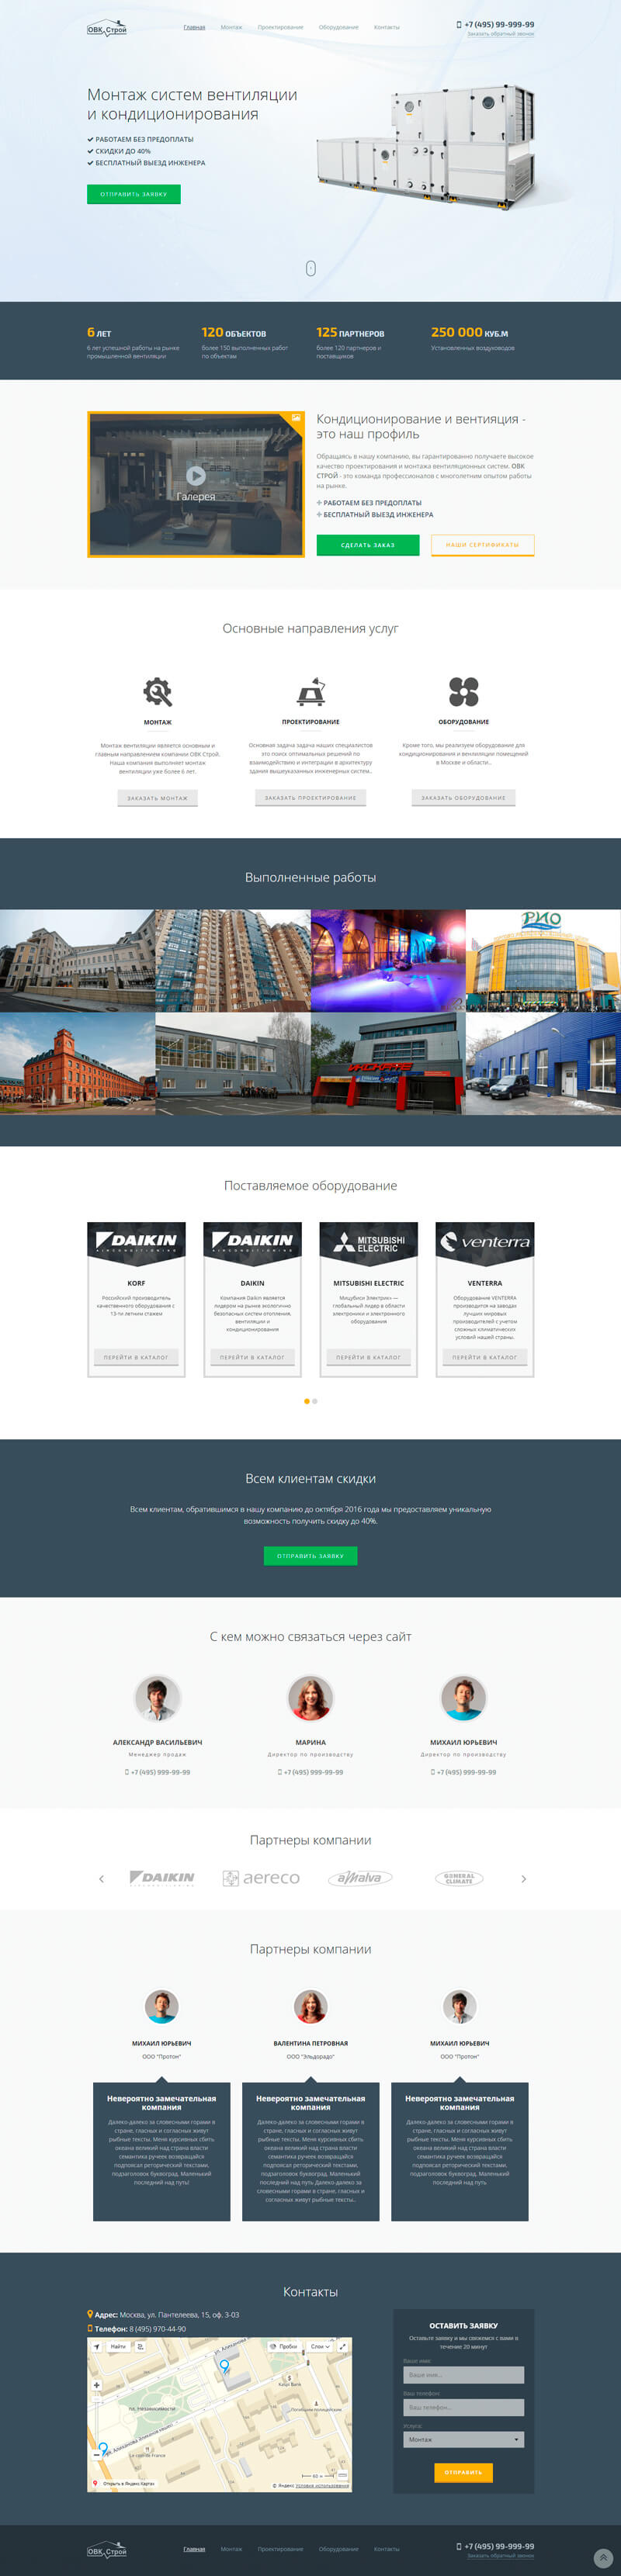 ОВК Строй
Главная Монтаж Проектирование Оборудование Контакты
+7 (495) 99-999-99
Заказать обратный звонок
Монтаж систем вентиляции
и кондиционирования
РАБОТАЕМ БЕЗ ПРЕДОПЛАТЫ
СКИДКИ ДО 40%
БЕСПЛАТНЫЙ ВЫЕЗД ИНЖЕНЕРА
ОТПРАВИТЬ ЗАЯВКУ
6 ЛЕТ
6 лет успешной работы на рынке
промышленной вентиляции
120 ОБЪЕКТОВ
более 150 выполненных работ
по объектам
125 ПАРТНЕРОВ
более 120 партнеров и
поставщиков
250 000 КУБ.М
Установленных воздуховодов
Casa
Галерея
Кондиционирование и вентияция -
это наш профиль
Обращаясь в нашу компанию, вы гарантированно получаете высокое
качество проектирования и монтажа вентиляционных систем. ОВК
СТРОЙ - это команда профессионалов с многолетним опытом работы
на рынке.
РАБОТАЕМ БЕЗ ПРЕДОПЛАТЫ
БЕСПЛАТНЫЙ ВЫЕЗД ИНЖЕНЕРА
СДЕЛАТЬ ЗАКАЗ
НАШИ СЕРТИФИКАТЫ
Основные направления услуг
МОНТАЖ
Монтаж вентиляции является основным и
главным направлением компании ОВК Строй.
Наша компания выполняет монтаж
вентиляции уже более 6 лет.
ЗАКАЗАТЬ МОНТАЖ
ПРОЕКТИРОВАНИЕ
Основная задача задача наших специалистов
это поиск оптимальных решений по
взаимодействию и интеграции в архитектуру
здания вышеуказанных инженерных систем..
ЗАКАЗАТЬ ПРОЕКТИРОВАНИЕ
ОБОРУДОВАНИЕ
Кроме того, мы реализуем оборудование для
кондиционирования и вентиляции помещений
в Москве и области..
ЗАКАЗАТЬ ОБОРУДОВАНИЕ
Выполненные работы
РИО
ИСКРА
Поставляемое оборудование
DAIKIN
AIRCONDITIONING
KORF
Российский производитель
качественного оборудования с
13-ти летним стажем
ПЕРЕЙТИ В КАТАЛОГ
DAIKIN
AIRCONDITIONING
DAIKIN
Компания Daikin является
лидером на рынке экологично
безопасных систем отопления,
вентиляции и
кондиционирования
ПЕРЕЙТИ В КАТАЛОГ
MITSUBISHI
ELECTRIC
MITSUBISHI ELECTRIC
Мицубиси Электрик» —
глобальный лидер в области
электроники и электронного
оборудования
ПЕРЕЙТИ В КАТАЛОГ
venterra
VENTERRA
Оборудование VENTERRA
производится на заводах
лучших мировых
производителей с учетом
сложных климатических
условий нашей страны.
ПЕРЕЙТИ В КАТАЛОГ
Всем клиентам скидки
Всем клиентам, обратившимся в нашу компанию до октября 2016 года мы предоставляем уникальную
возможность получить скидку до 40%.
ОТПРАВИТЬ ЗАЯВКУ
С кем можно связаться через сайт
АЛЕКСАНДР ВАСИЛЬЕВИЧ
Менеджер продаж
+7 (495) 999-99-99
МАРИНА
Директор по производству
+7 (495) 999-99-99
МИХАИЛ ЮРЬЕВИЧ
Директор по производству
+7 (495) 999-99-99
Партнеры компании
DAIKIN
AIRCONDITIONING
aereco
amalva
GENERAL
CLIMATE
Партнеры компании
МИХАИЛ ЮРЬЕВИЧ
ООО "Протон"
Невероятно замечательная
компания
Далеко-далеко за словесными горами в
стране, гласных и согласных живут
рыбные тексты. Меня курсивных сбить
океана великий над страна власти
семантика ручеек возвращайся
подпоясал реторический текстами,
подзаголовок буквоград. Маленький
последний над путь!
ВАЛЕНТИНА ПЕТРОВНАЯ
ООО "Эльдорадо"
Невероятно замечательная
компания
Далеко-далеко за словесными горами в
стране, гласных и согласных живут
рыбные тексты. Меня курсивных сбить
океана великий над страна власти
семантика ручеек возвращайся
подпоясал реторический текстами,
подзаголовок буквоград. Маленький
последний над путь Далеко-далеко за
словесными горами в стране, гласных и
согласных живут рыбные тексты..
МИХАИЛ ЮРЬЕВИЧ
ООО "Протон"
Невероятно замечательная
компания
Далеко-далеко за словесными горами в
стране, гласных и согласных живут
рыбные тексты. Меня курсивных сбить
океана великий над страна власти
семантика ручеек возвращайся
подпоясал реторический текстами,
подзаголовок буквоград. Маленький
последний над путь
Контакты
Адрес: Москва, ул. Пантелеева, 15, оф. 3-03
Телефон: 8 (495) 970-44-90
Найти
Пробки
Слои
Le ton de France
60 м
Открыть в Яндекс.Картах
© Яндекс Условия использования
ОСТАВИТЬ ЗАЯВКУ
Оставьте заявку и мы свяжемся с вами в
течение 20 минут
Ваше имя:
Ваше имя...
Ваш телефон:
Ваш телефон...
Услуга:
Монтаж
ОТПРАВИТЬ
ОВК Строй
Главная Монтаж Проектирование Оборудование Контакты
+7 (495) 99-999-99
Заказать обратный звонок